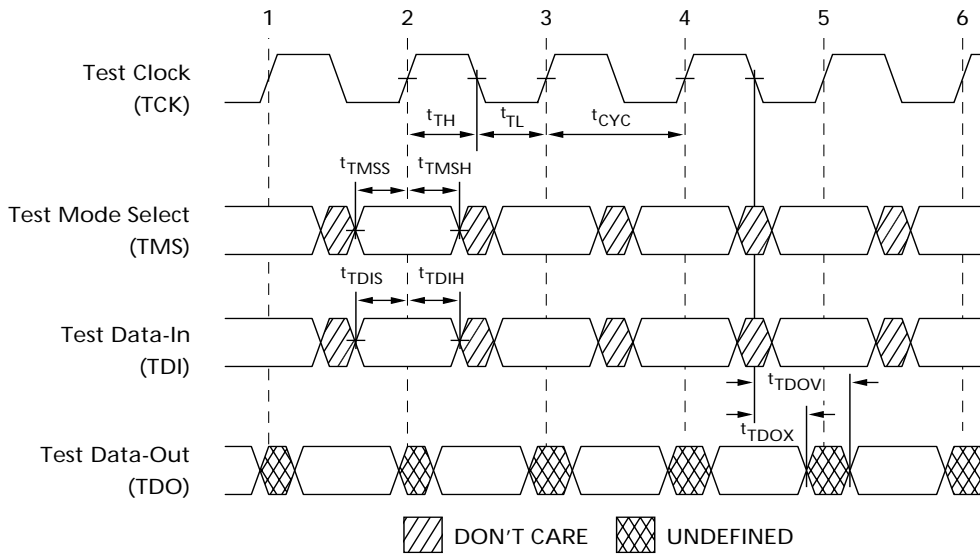 1 2 3 4 5 6
Test Clock
(TCK)
tTH tTL tCYC
tTMSS tTMSH
Test Mode Select
(TMS)
tTDIS tTDIH
Test Data-In
(TDI)
tTDOV
tTDOX
Test Data-Out
(TDO)
DON'T CARE UNDEFINED